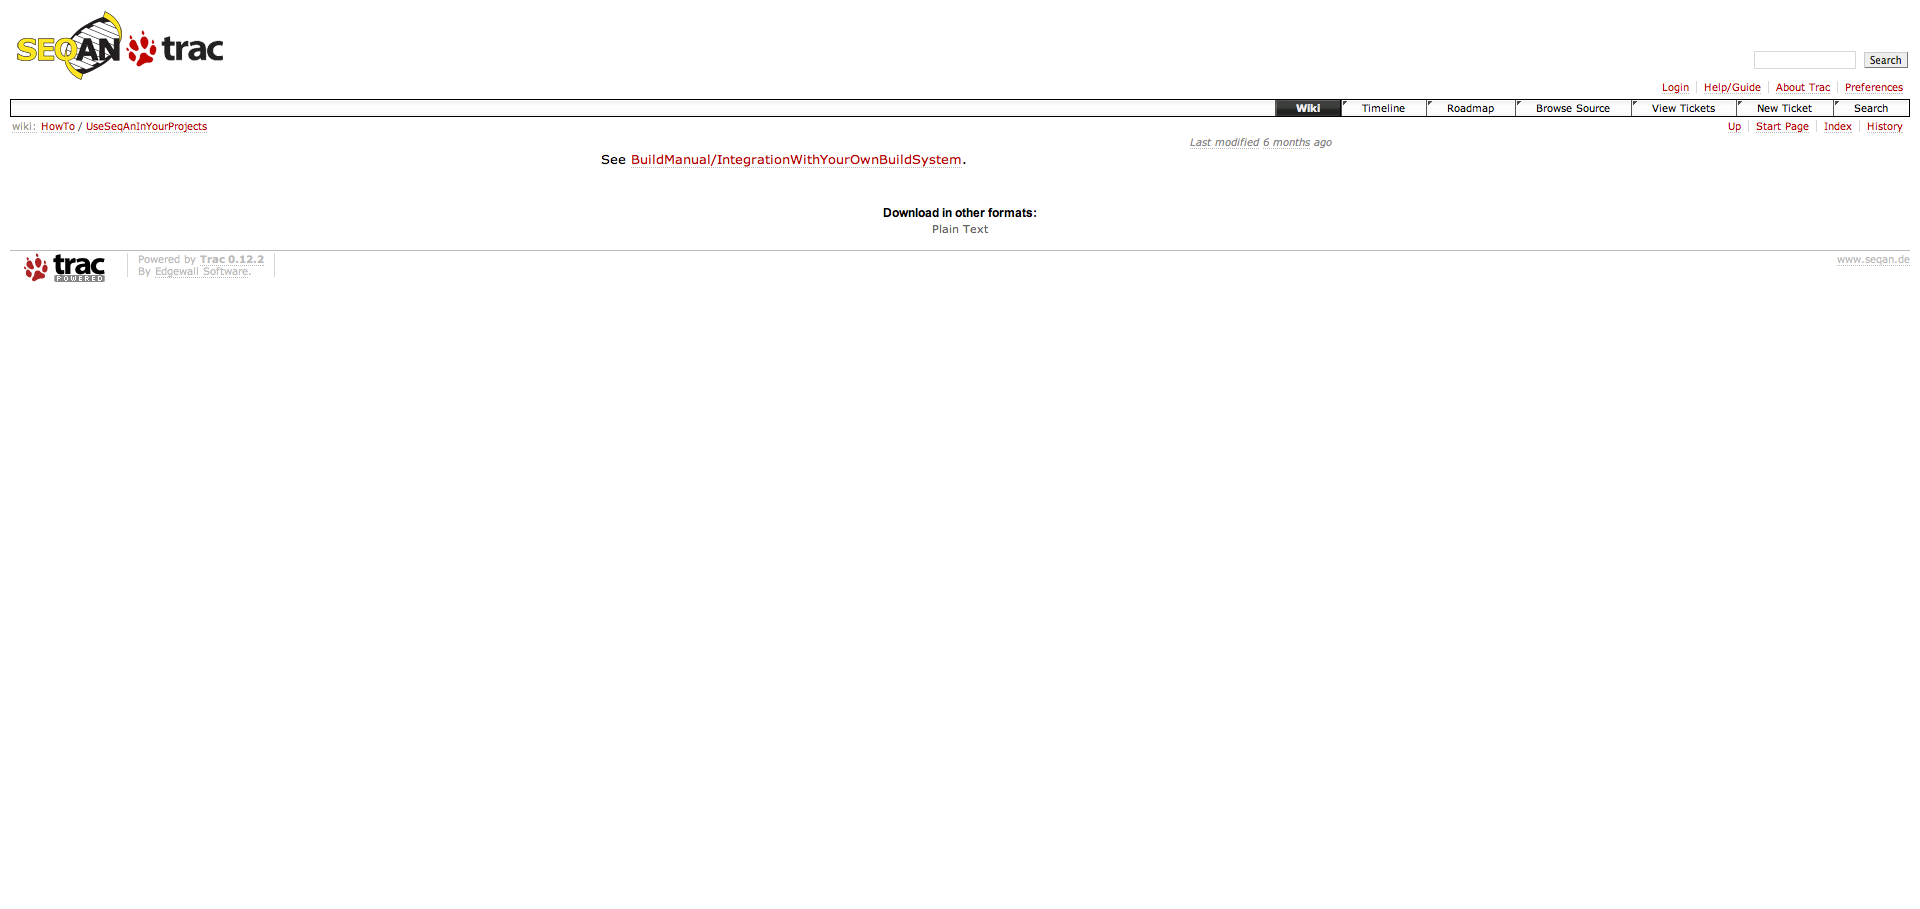 SEQAN trac
Search
Login Help/Guide About Trac Preferences
Wiki Timeline Roadmap Browse Source View Tickets New Ticket Search
wiki: HowTo / UseSeqAnInYourProjects
Up Start Page Index History
Last modified 6 months ago
See BuildManual/IntegrationWithYourOwnBuildSystem.
Download in other formats:
Plain Text
trac POWERED
Powered by Trac 0.12.2
By Edgewall Software.
www.seqan.de